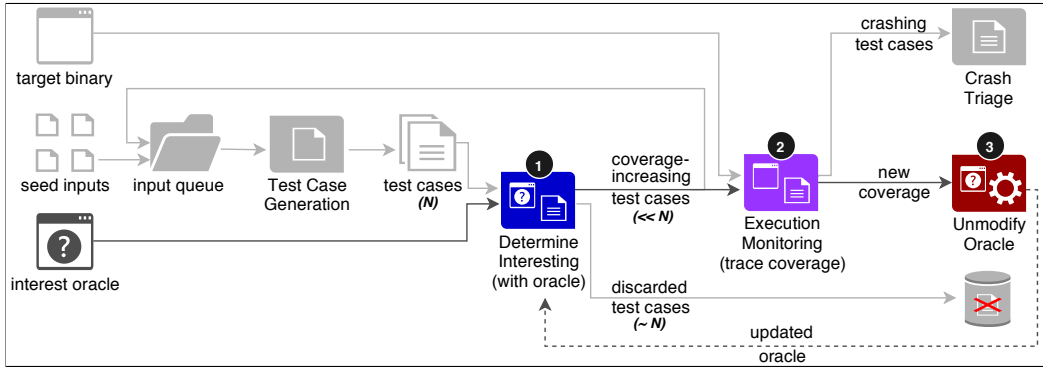 crashing
test cases
target binary
Crash
Triage
1
2
3
coverage-
increasing
test cases
(<< N)
new
coverage
seed inputs
input queue
Test Case
Generation
test cases
(N)
?
interest oracle
?
Determine
Interesting
(with oracle)
Execution
Monitoring
(trace coverage)
?
Unmodify
Oracle
discarded
test cases
(~ N)
updated
oracle